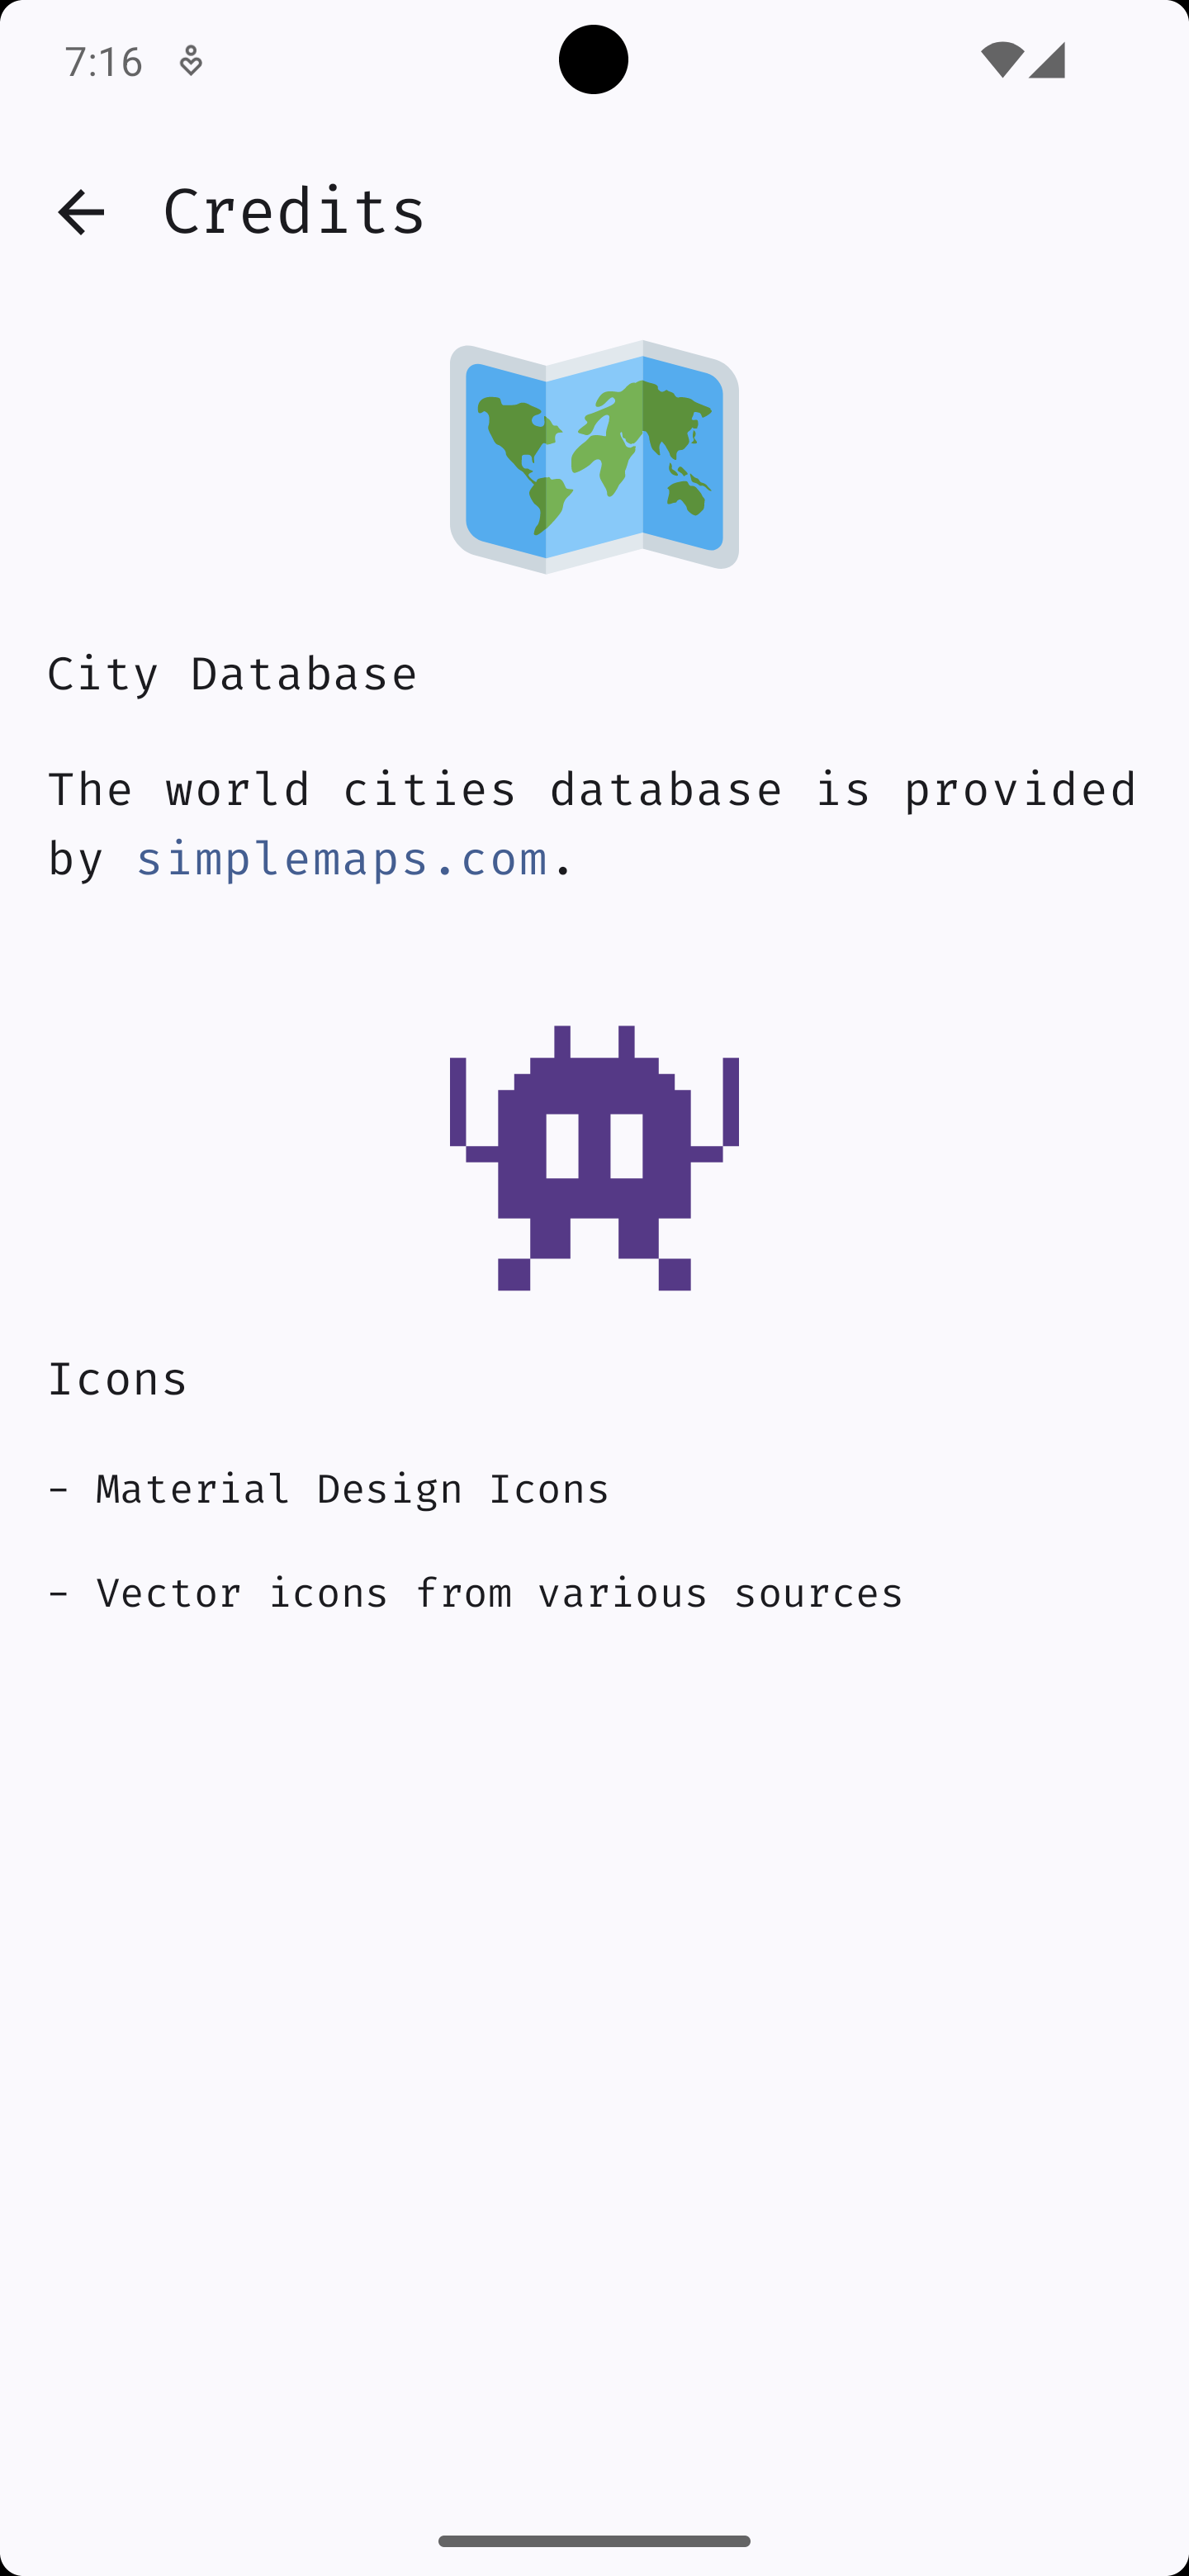 7:16
Credits
City Database
The world cities database is provided
by simplemaps.com.
Icons
- Material Design Icons
- Vector icons from various sources